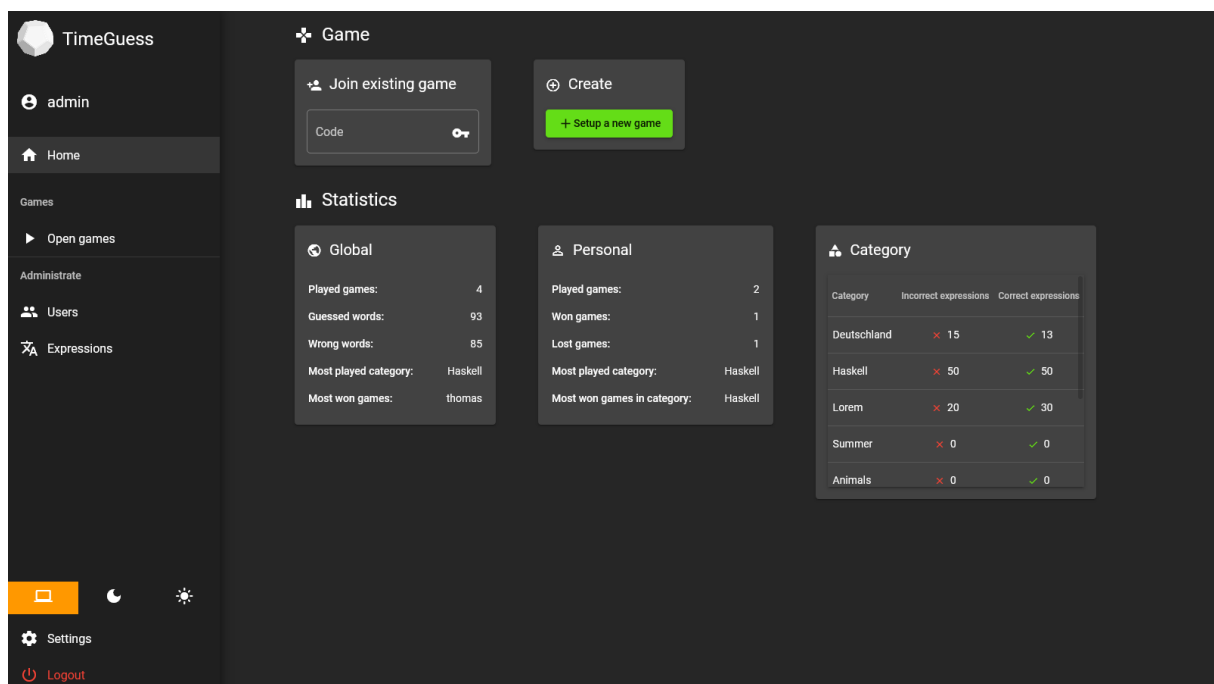 TimeGuess
admin
Home
Games
Open games
Administrate
Users
Expressions
Settings
Logout
Game
Join existing game
Code
Create
+ Setup a new game
Statistics
Global
Played games: 4
Guessed words: 93
Wrong words: 85
Most played category: Haskell
Most won games: thomas
Personal
Played games: 2
Won games: 1
Lost games: 1
Most played category: Haskell
Most won games in category: Haskell
Category
Category Incorrect expressions Correct expressions
Deutschland 15 13
Haskell 50 50
Lorem 20 30
Summer 0 0
Animals 0 0